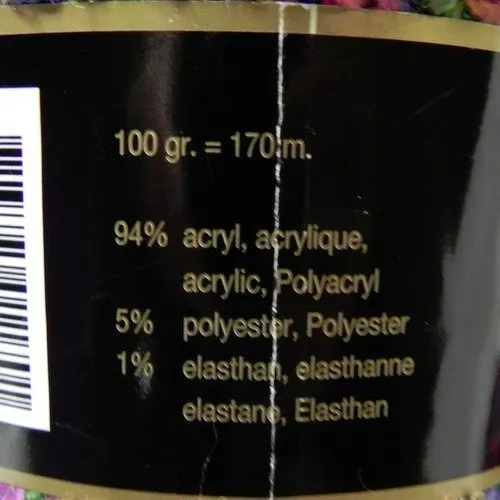 100 gr. = 170 m.
94% acryl, acrylique,
acrylic, Polyacryl
5% polyester, Polyester
1% elasthan, elasthanne
elastane, Elasthan